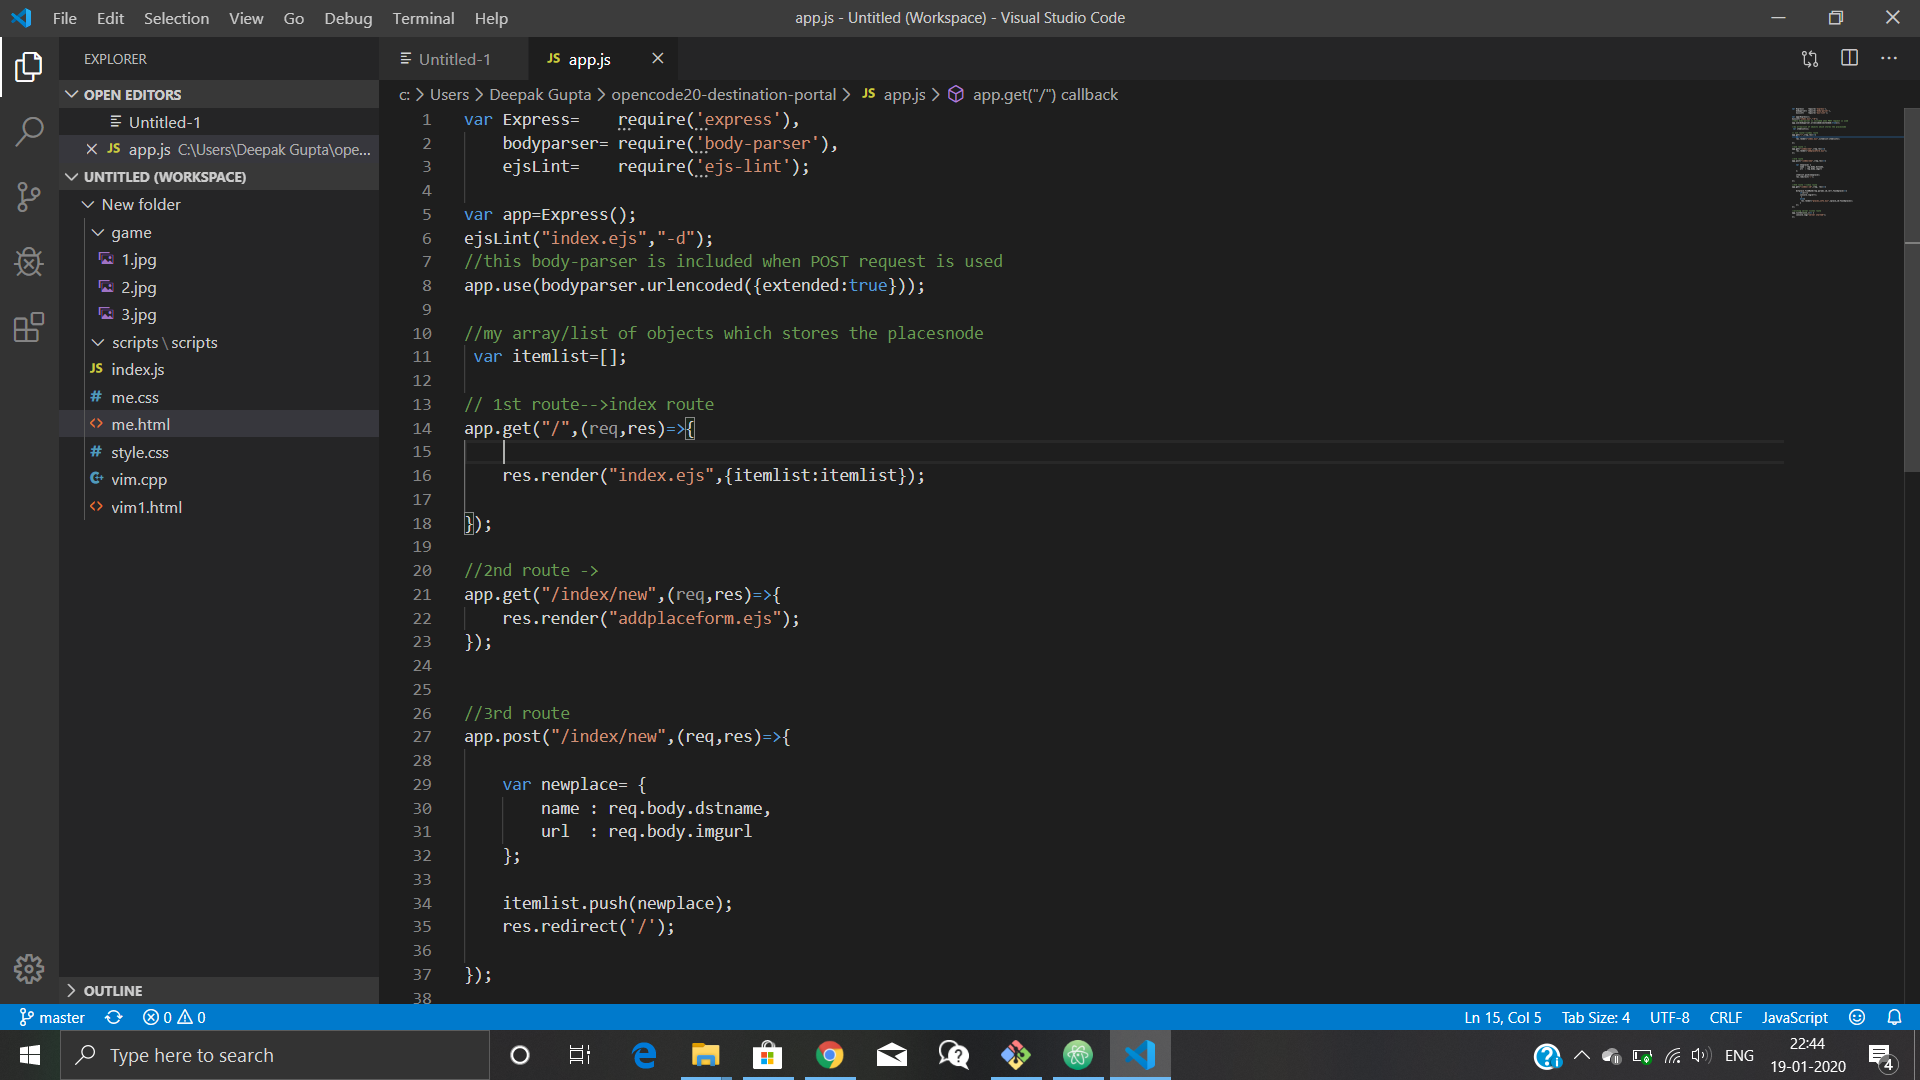 File Edit Selection View Go Debug Terminal Help
app.js - Untitled (Workspace) - Visual Studio Code
EXPLORER
OPEN EDITORS
Untitled-1
JS app.js C:\Users\Deepak Gupta\ope...
UNTITLED (WORKSPACE)
New folder
game
1.jpg
2.jpg
3.jpg
scripts \ scripts
JS index.js
# me.css
<> me.html
# style.css
vim.cpp
<> vim1.html
OUTLINE
Untitled-1
JS app.js
c: > Users > Deepak Gupta > opencode20-destination-portal > JS app.js > app.get("/") callback
1 var Express=    require('express'),
2     bodyparser= require('body-parser'),
3     ejsLint=    require('ejs-lint');
4
5 var app=Express();
6 ejsLint("index.ejs","-d");
7 //this body-parser is included when POST request is used
8 app.use(bodyparser.urlencoded({extended:true}));
9
10 //my array/list of objects which stores the placesnode
11  var itemlist=[];
12
13 // 1st route-->index route
14 app.get("/",(req,res)=>{
15
16     res.render("index.ejs",{itemlist:itemlist});
17
18 });
19
20 //2nd route ->
21 app.get("/index/new",(req,res)=>{
22     res.render("addplaceform.ejs");
23 });
24
25
26 //3rd route
27 app.post("/index/new",(req,res)=>{
28
29     var newplace= {
30         name : req.body.dstname,
31         url  : req.body.imgurl
32     };
33
34     itemlist.push(newplace);
35     res.redirect('/');
36
37 });
38
master 0 0
Ln 15, Col 5 Tab Size: 4 UTF-8 CRLF JavaScript
Type here to search
ENG
22:44
19-01-2020
4